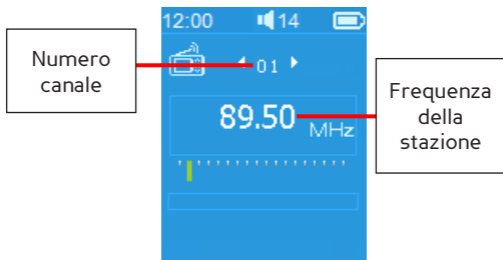 12:00 14
Numero
canale
01
Frequenza
della
stazione
89.50 MHz